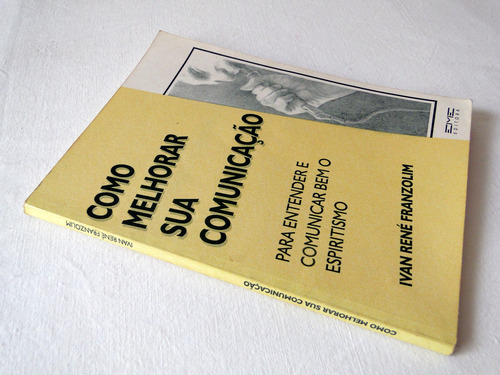 COMO
MELHORAR
SUA
COMUNICAÇÃO
PARA ENTENDER E
COMUNICAR BEM O
ESPIRITISMO
IVAN RENÉ FRANZOLIM
EDITORA
IVAN RENÉ FRANZOLIM
COMO MELHORAR SUA COMUNICAÇÃO